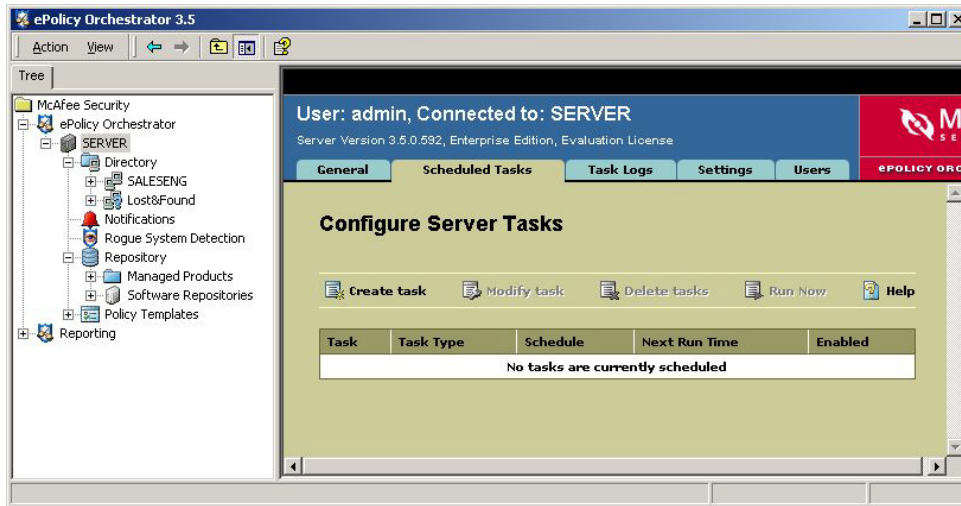 ePolicy Orchestrator 3.5
Action View
Tree
McAfee Security
ePolicy Orchestrator
SERVER
Directory
SALESENG
Lost&Found
Notifications
Rogue System Detection
Repository
Managed Products
Software Repositories
Policy Templates
Reporting
User: admin, Connected to: SERVER
Server Version 3.5.0.592, Enterprise Edition, Evaluation License
M
SE
General Scheduled Tasks Task Logs Settings Users
ePOLICY ORC
Configure Server Tasks
Create task Modify task Delete tasks Run Now Help
Task Task Type Schedule Next Run Time Enabled
No tasks are currently scheduled